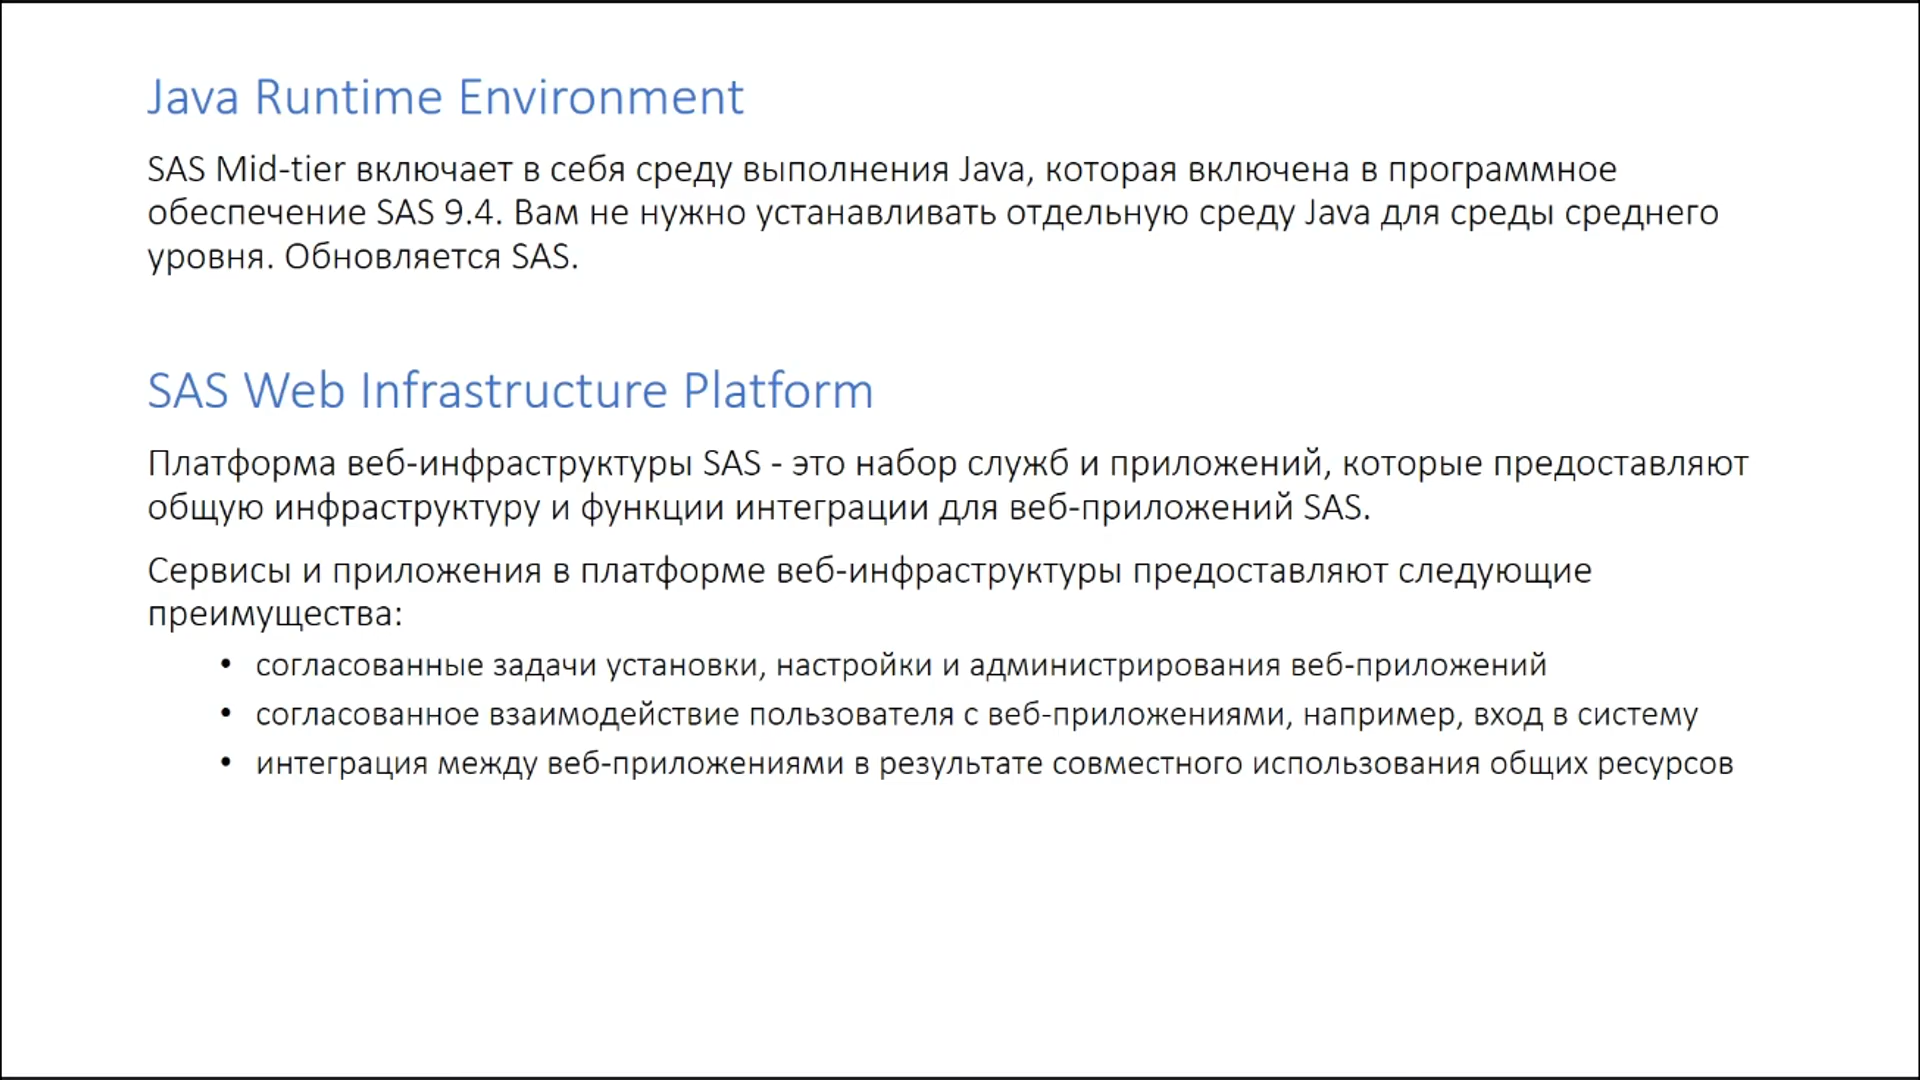 Java Runtime Environment
SAS Mid-tier включает в себя среду выполнения Java, которая включена в программное
обеспечение SAS 9.4. Вам не нужно устанавливать отдельную среду Java для среды среднего
уровня. Обновляется SAS.
SAS Web Infrastructure Platform
Платформа веб-инфраструктуры SAS - это набор служб и приложений, которые предоставляют
общую инфраструктуру и функции интеграции для веб-приложений SAS.
Сервисы и приложения в платформе веб-инфраструктуры предоставляют следующие
преимущества:
• согласованные задачи установки, настройки и администрирования веб-приложений
• согласованное взаимодействие пользователя с веб-приложениями, например, вход в систему
• интеграция между веб-приложениями в результате совместного использования общих ресурсов